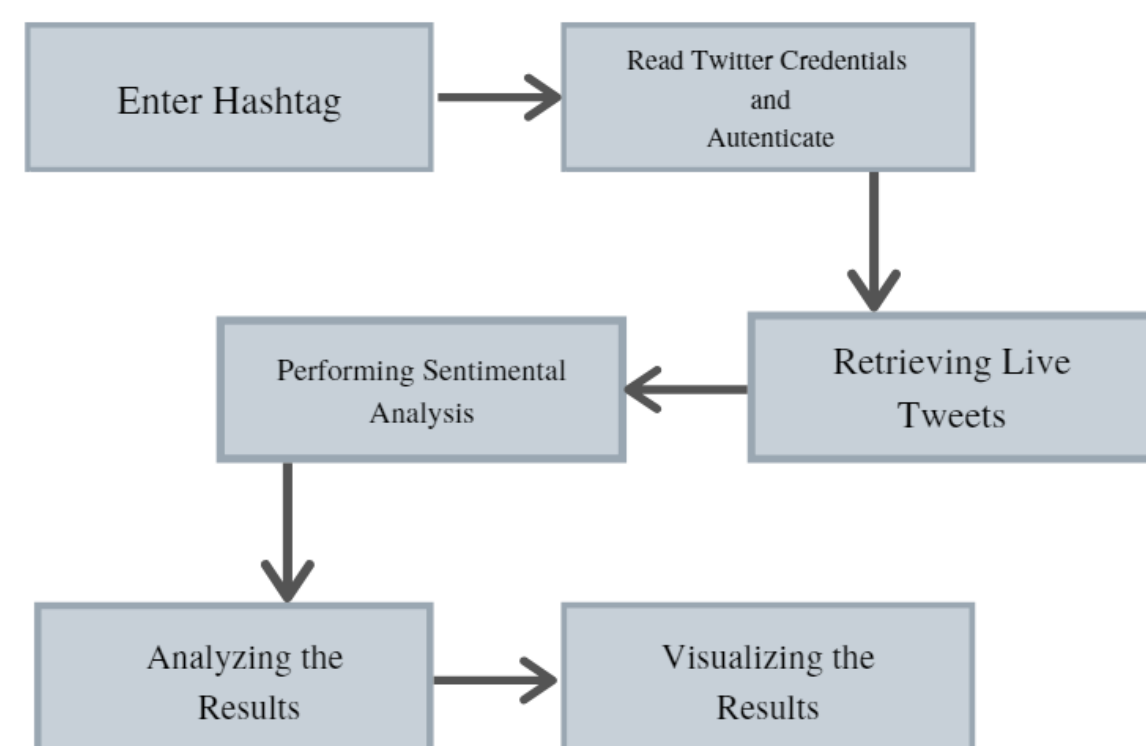 Enter Hashtag
Read Twitter Credentials
and
Autenticate
Retrieving Live
Tweets
Performing Sentimental
Analysis
Analyzing the
Results
Visualizing the
Results